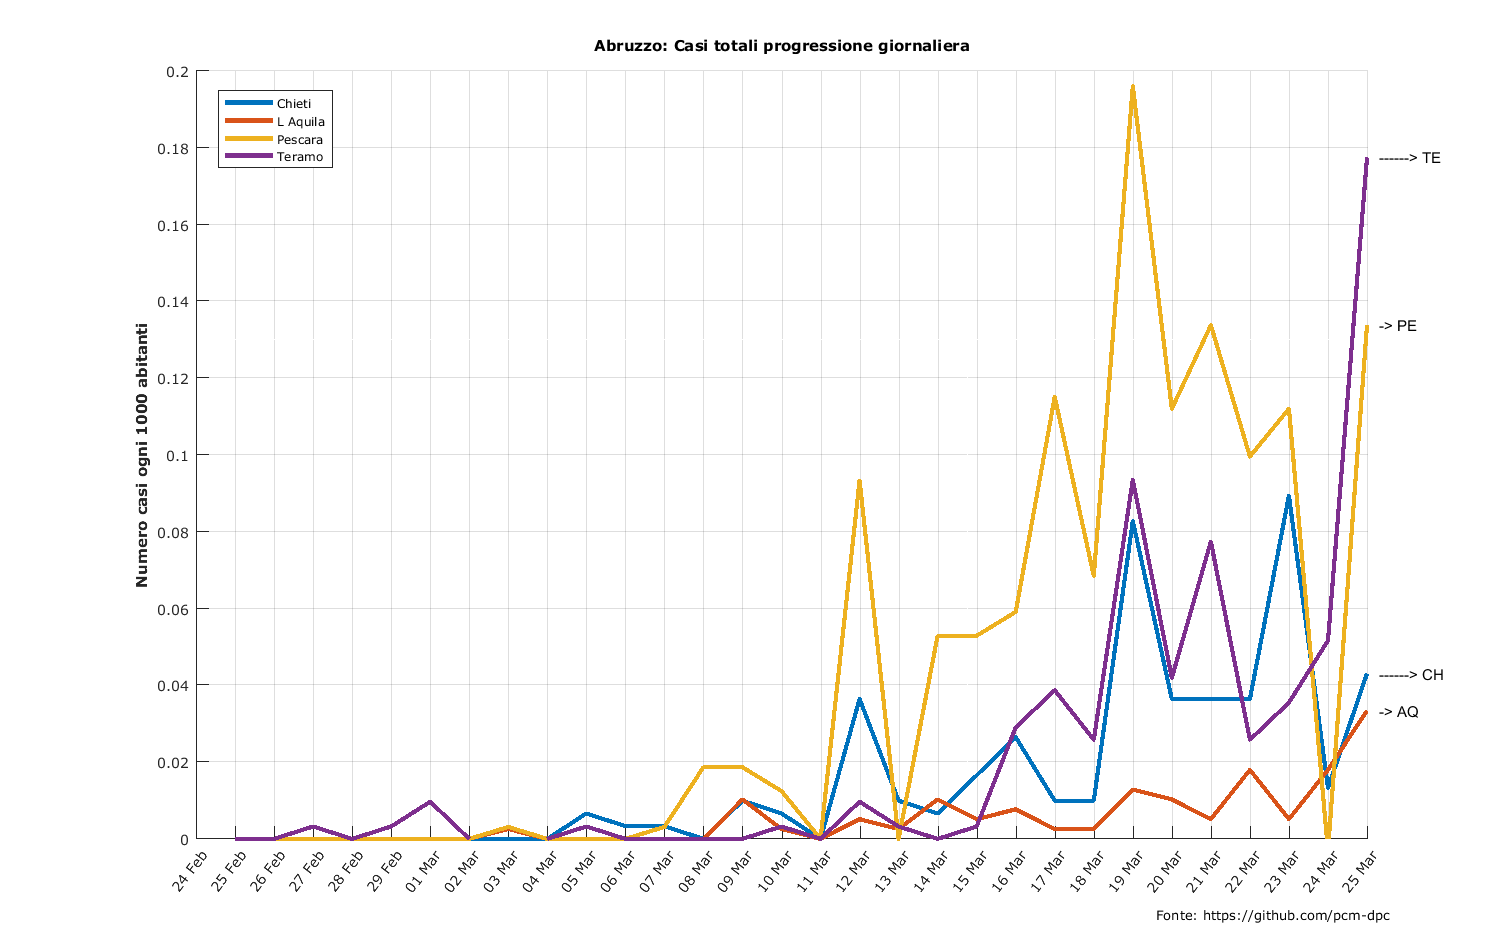 Abruzzo: Casi totali progressione giornaliera
Chieti
L Aquila
Pescara
Teramo
Numero casi ogni 1000 abitanti
0.2
0.18
0.16
0.14
0.12
0.1
0.08
0.06
0.04
0.02
0
------> TE
-> PE
------> CH
-> AQ
24 Feb
25 Feb
26 Feb
27 Feb
28 Feb
29 Feb
01 Mar
02 Mar
03 Mar
04 Mar
05 Mar
06 Mar
07 Mar
08 Mar
09 Mar
10 Mar
11 Mar
12 Mar
13 Mar
14 Mar
15 Mar
16 Mar
17 Mar
18 Mar
19 Mar
20 Mar
21 Mar
22 Mar
23 Mar
24 Mar
25 Mar
Fonte: https://github.com/pcm-dpc